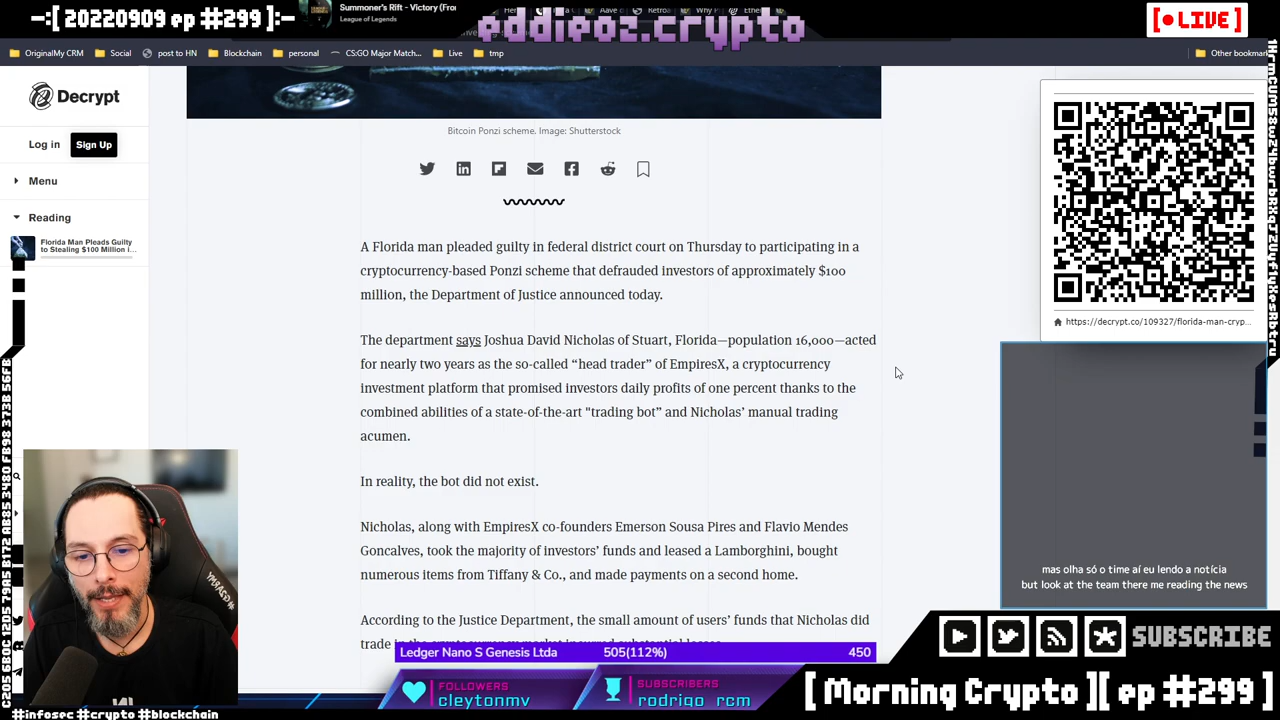 -:[ 20220909 ep #299 ]:-
Summoner's Rift - Victory (Fro
League of Legends
eddieoz.crypto
[● LIVE]
OriginalMy CRM
Social
post to HN
Blockchain
personal
CS:GO Major Match...
Live
tmp
Other bookmar
Decrypt
Log in
Sign Up
Menu
Reading
Florida Man Pleads Guilty
to Stealing $100 Million i...
Bitcoin Ponzi scheme. Image: Shutterstock
A Florida man pleaded guilty in federal district court on Thursday to participating in a
cryptocurrency-based Ponzi scheme that defrauded investors of approximately $100
million, the Department of Justice announced today.
The department says Joshua David Nicholas of Stuart, Florida—population 16,000—acted
for nearly two years as the so-called “head trader” of EmpiresX, a cryptocurrency
investment platform that promised investors daily profits of one percent thanks to the
combined abilities of a state-of-the-art "trading bot” and Nicholas’ manual trading
acumen.
In reality, the bot did not exist.
Nicholas, along with EmpiresX co-founders Emerson Sousa Pires and Flavio Mendes
Goncalves, took the majority of investors’ funds and leased a Lamborghini, bought
numerous items from Tiffany & Co., and made payments on a second home.
According to the Justice Department, the small amount of users’ funds that Nicholas did
trade in the cryptocurrency market incurred substantial losses
https://decrypt.co/109327/florida-man-cryp...
mas olha só o time aí eu lendo a notícia
but look at the team there me reading the news
Ledger Nano S Genesis Ltda 505(112%) 450
FOLLOWERS
cleytonmv
SUBSCRIBERS
rodrigo_rcm
SUBSCRIBE
[ Morning Crypto ][ ep #299 ]
#infosec #crypto #blockchain